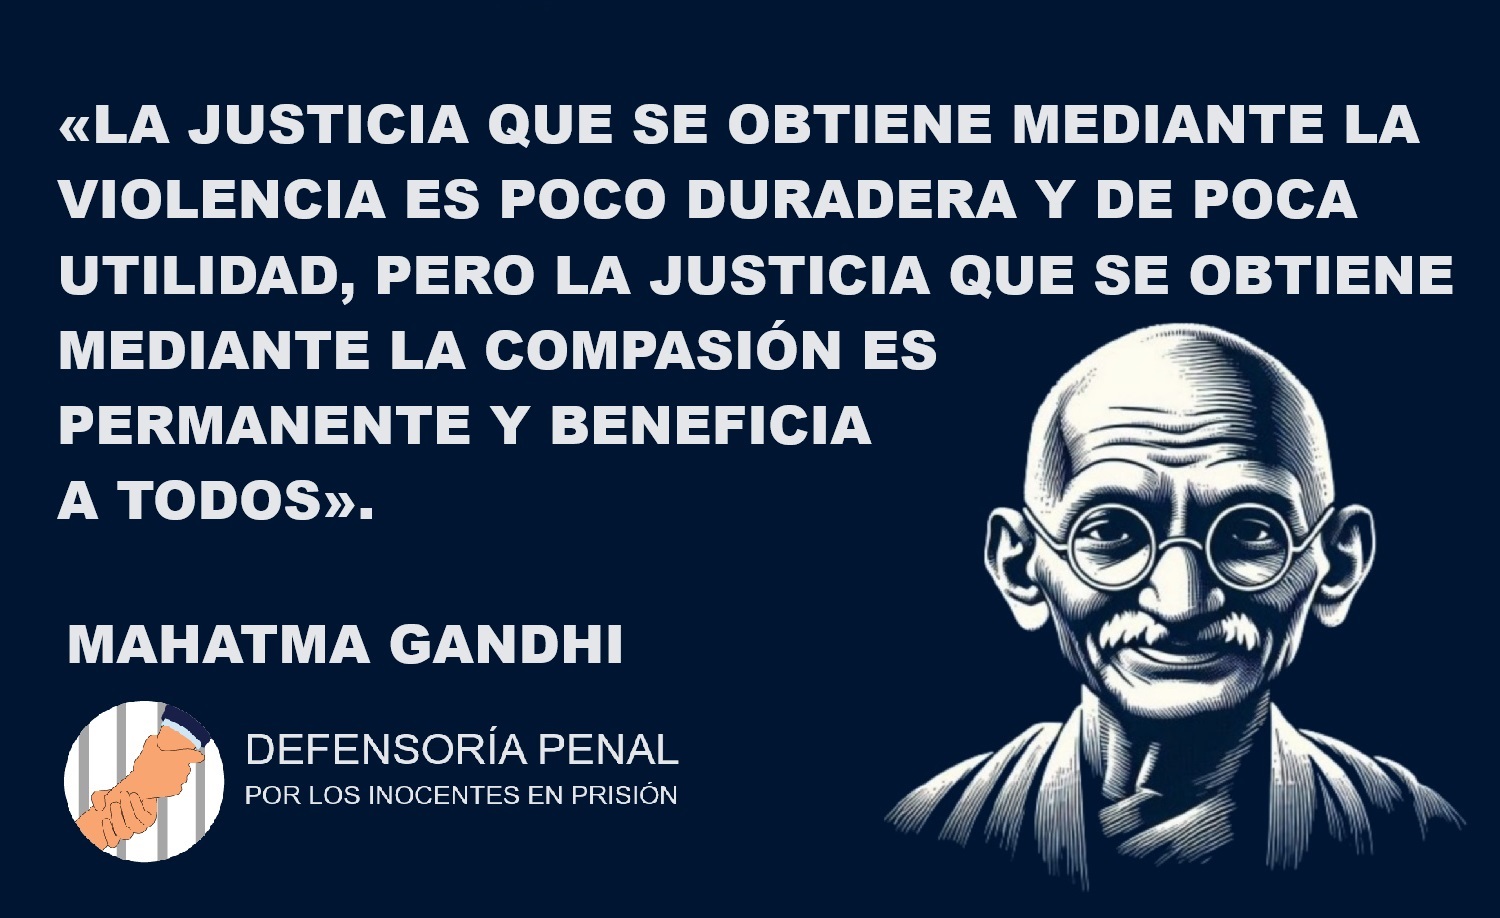 «LA JUSTICIA QUE SE OBTIENE MEDIANTE LA
VIOLENCIA ES POCO DURADERA Y DE POCA
UTILIDAD, PERO LA JUSTICIA QUE SE OBTIENE
MEDIANTE LA COMPASIÓN ES
PERMANENTE Y BENEFICIA
A TODOS».
MAHATMA GANDHI
DEFENSORÍA PENAL
POR LOS INOCENTES EN PRISIÓN